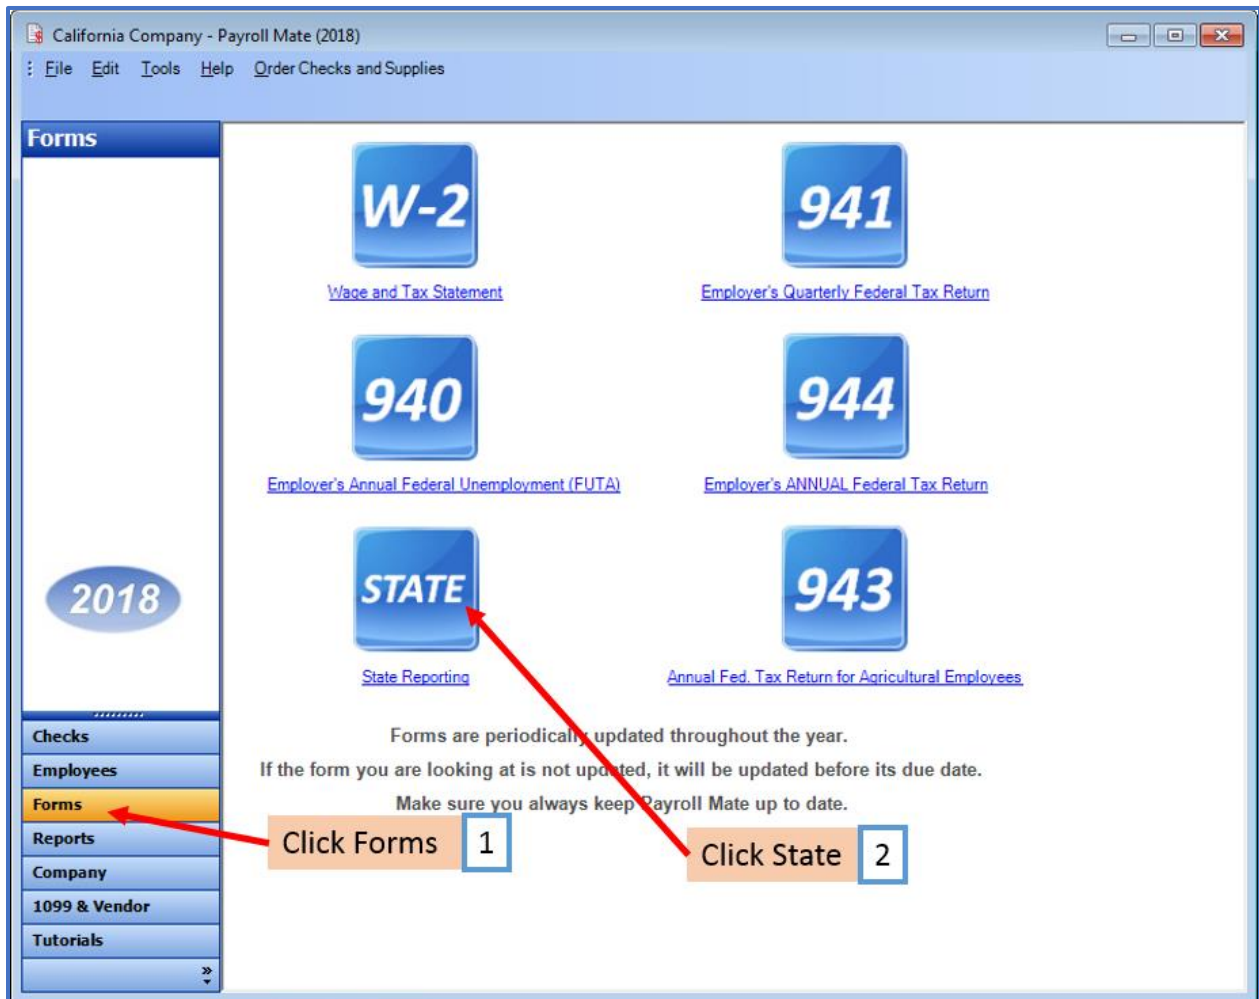 California Company - Payroll Mate (2018)
File Edit Tools Help Order Checks and Supplies
Forms
W-2
941
Wage and Tax Statement
Employer's Quarterly Federal Tax Return
940
944
Employer's Annual Federal Unemployment (FUTA)
Employer's ANNUAL Federal Tax Return
STATE
943
2018
State Reporting
Annual Fed. Tax Return for Agricultural Employees
Forms are periodically updated throughout the year.
If the form you are looking at is not updated, it will be updated before its due date.
Make sure you always keep Payroll Mate up to date.
Checks
Employees
Forms
Reports
Company
1099 & Vendor
Tutorials
Click Forms 1
Click State 2